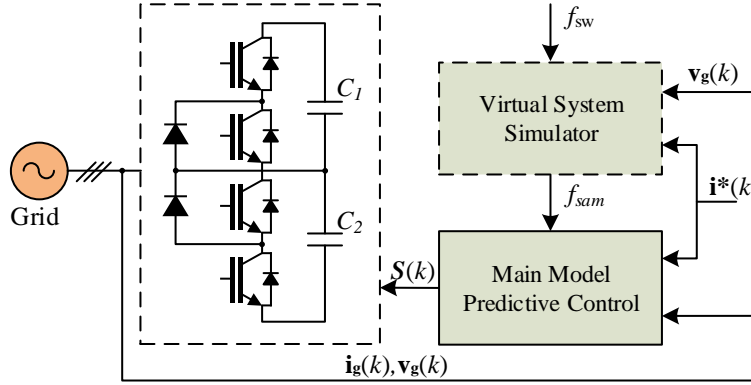 f_sw
C_1
v_g(k)
Virtual System
Simulator
i*(k
Grid
C_2
f_sam
S(k)
Main Model
Predictive Control
i_g(k),v_g(k)